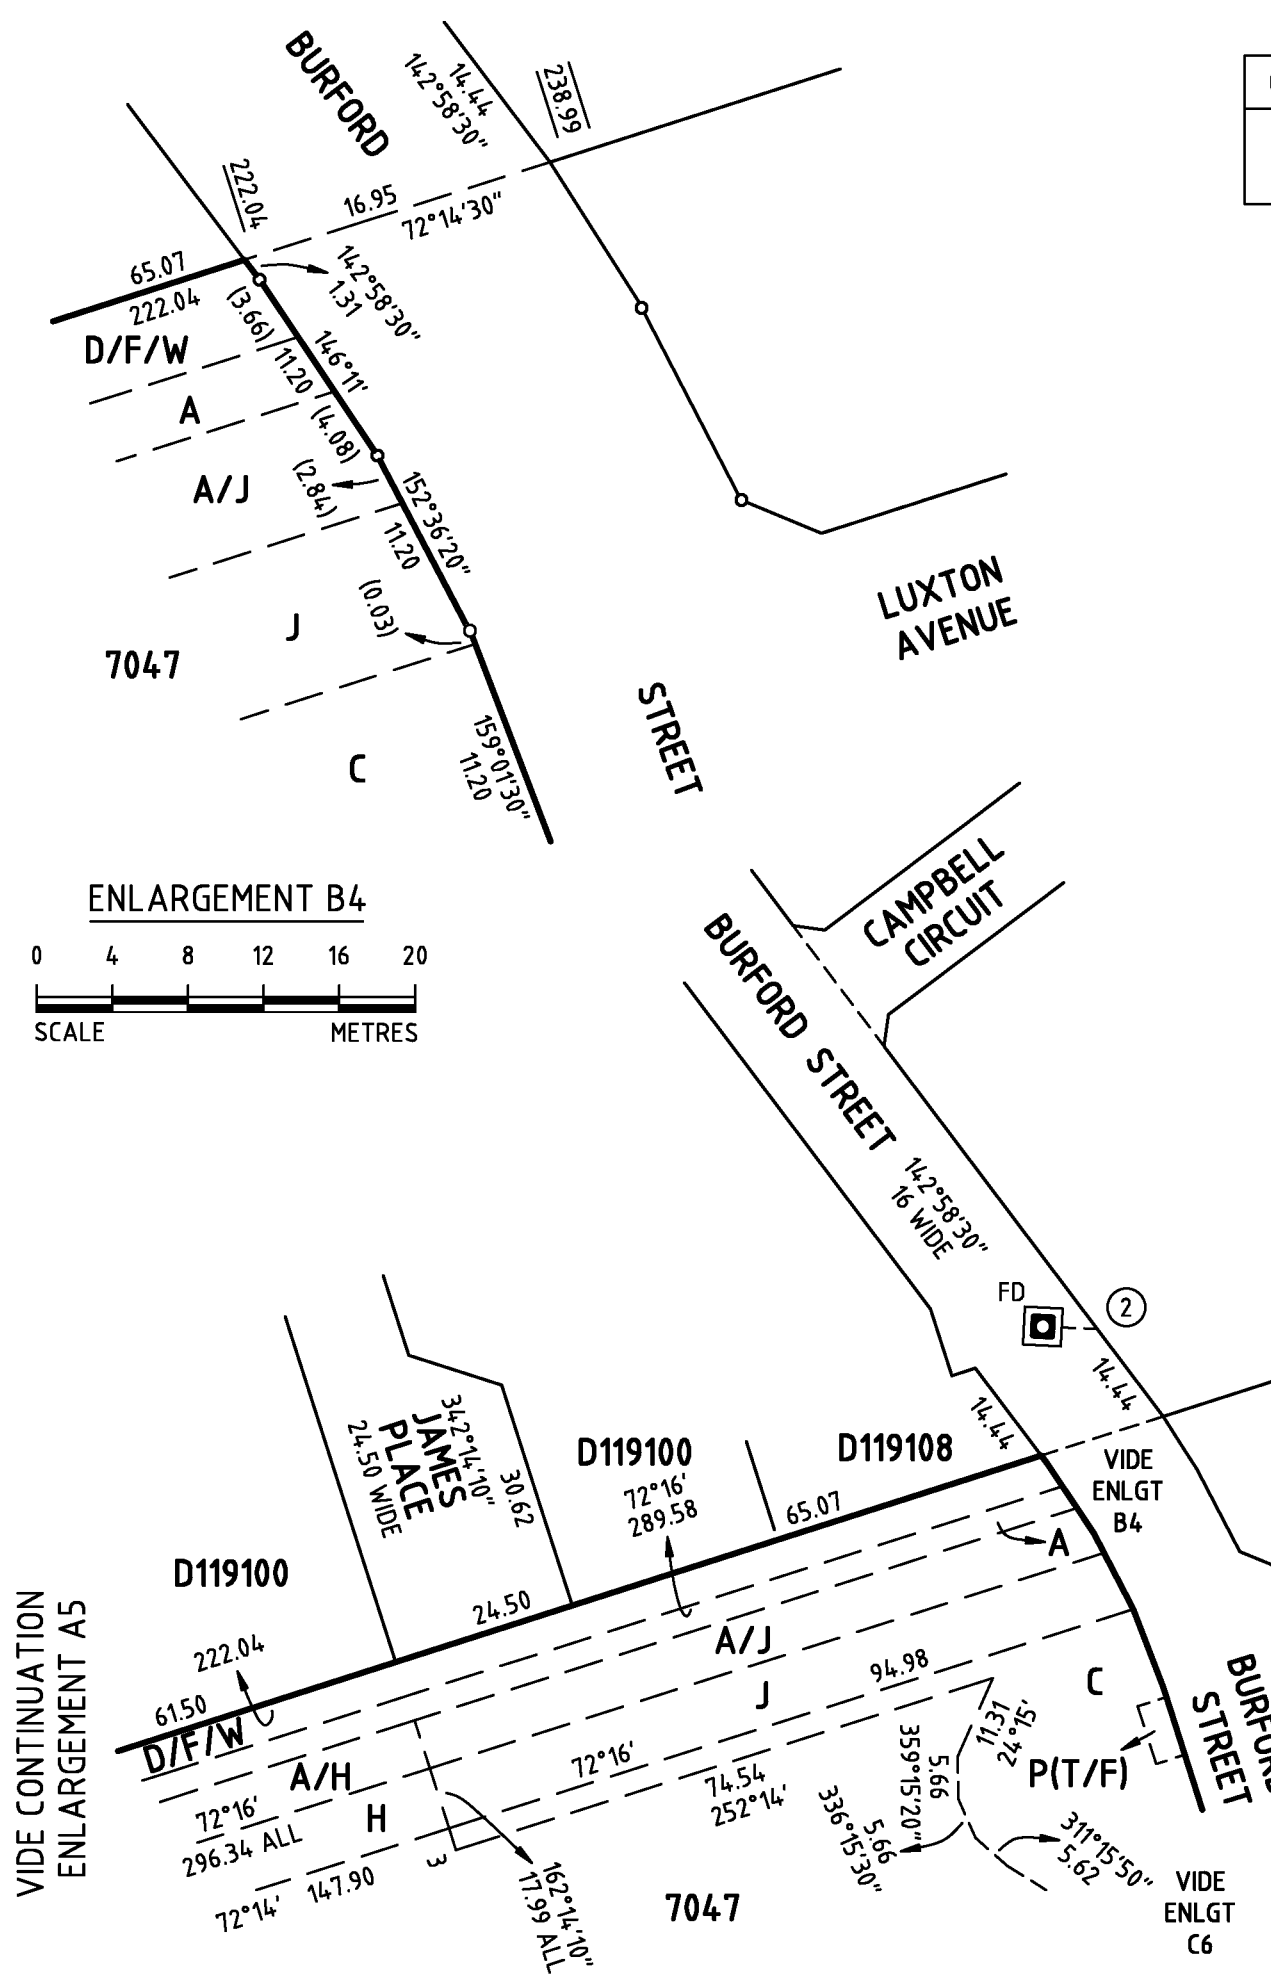 BURFORD
14.44
142°58'30"
238.99
222.04
16.95
72°14'30"
65.07
222.04
142°58'30"
1.31
(3.66)
D/F/W
11.20
146°11'
A
(4.08)
A/J
(2.84)
152°36'20"
11.20
(0.03)
J
7047
LUXTON
AVENUE
STREET
159°01'30"
11.20
C
ENLARGEMENT B4
0 4 8 12 16 20
SCALE METRES
CAMPBELL
CIRCUIT
BURFORD STREET
142°58'30"
16 WIDE
FD
2
14.44
14.44
342°14'10"
JAMES
PLACE
24.50 WIDE
30.62
D119100
72°16'
289.58
D119108
65.07
VIDE
ENLGT
B4
A
D119100
24.50
VIDE CONTINUATION
ENLARGEMENT A5
222.04
61.50
D/F/W
A/J
J
94.98
C
BURFORD
STREET
A/H
H
72°16'
296.34 ALL
72°16'
74.54
252°14'
11.31
24°15'
P(T/F)
359°15'20"
5.66
336°15'30"
5.66
311°15'50"
5.62
3
72°14'
147.90
162°14'10"
17.99 ALL
7047
VIDE
ENLGT
C6